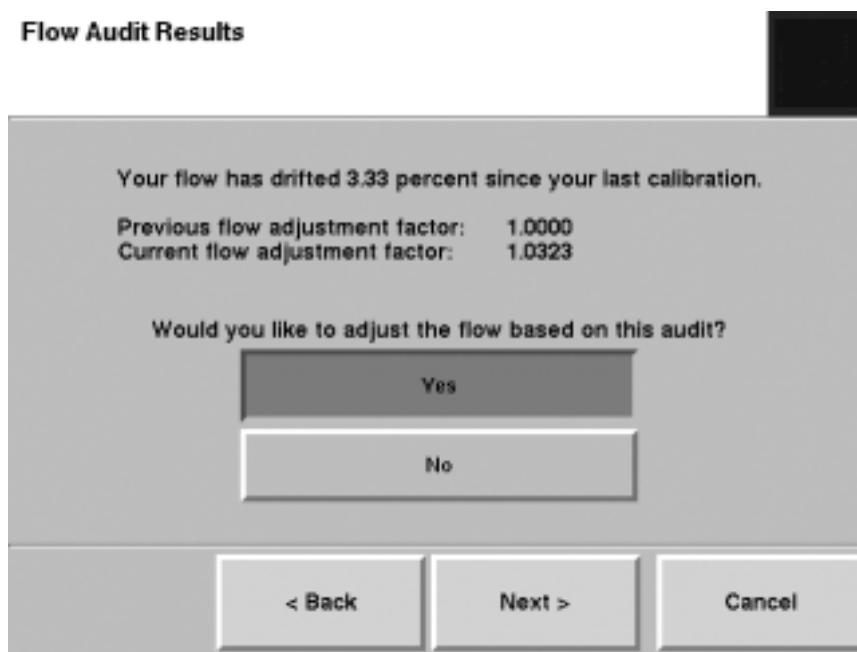 Flow Audit Results
Your flow has drifted 3.33 percent since your last calibration.
Previous flow adjustment factor: 1.0000
Current flow adjustment factor: 1.0323
Would you like to adjust the flow based on this audit?
Yes
No
< Back
Next >
Cancel